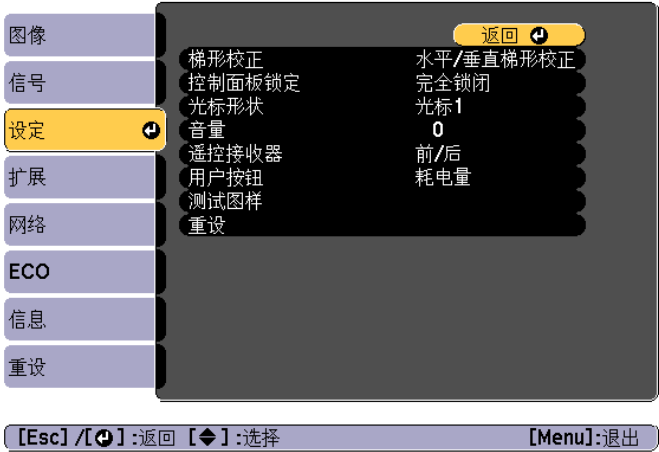 图像
信号
设定
扩展
网络
ECO
信息
重设
返回
梯形校正 水平/垂直梯形校正
控制面板锁定 完全锁闭
光标形状 光标1
音量 0
遥控接收器 前/后
用户按钮 耗电量
测试图样
重设
[Esc] /[⏎] :返回 [◆] :选择 [Menu]:退出